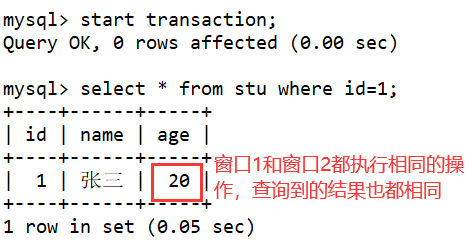 mysql> start transaction;
Query OK, 0 rows affected (0.00 sec)
mysql> select * from stu where id=1;
+----+------+------+
| id | name | age |
+----+------+------+
| 1 | 张三 | 20 |
窗口1和窗口2都执行相同的操
作，查询到的结果也都相同
+----+------+------+
1 row in set (0.05 sec)